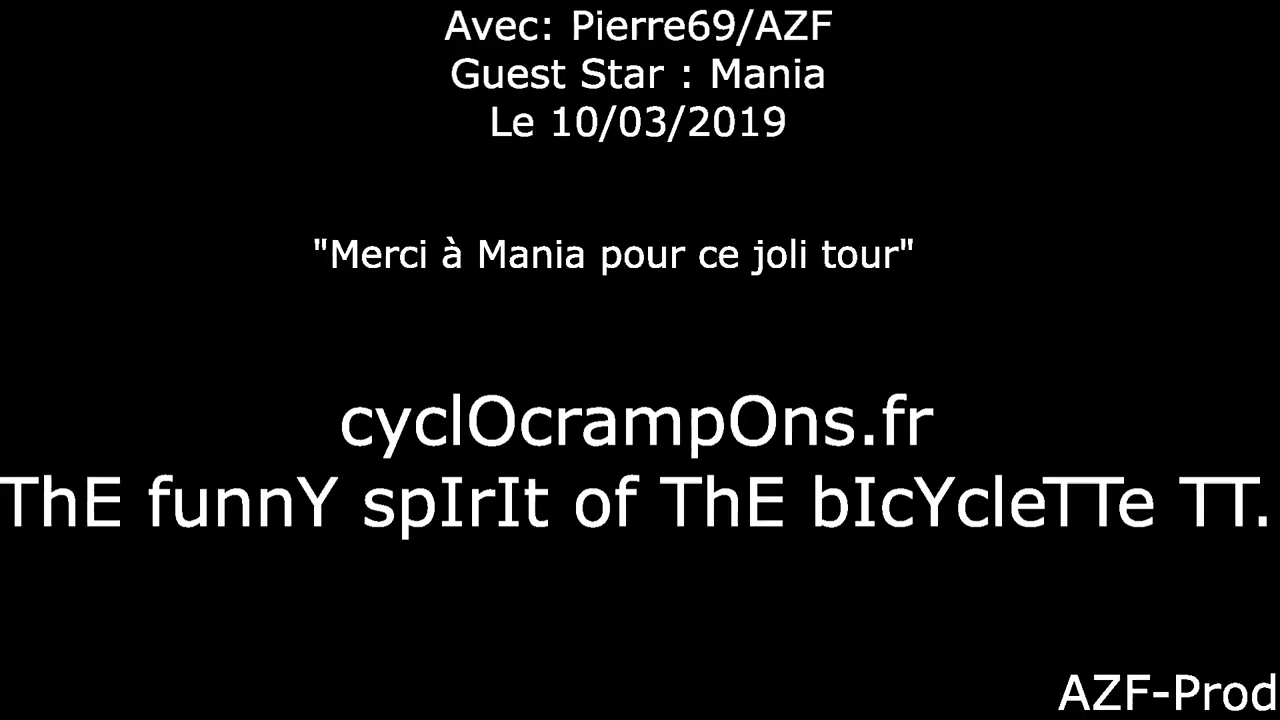 Avec: Pierre69/AZF
Guest Star : Mania
Le 10/03/2019
"Merci à Mania pour ce joli tour"
cyclOcrampOns.fr
ThE funnY spIrIt of ThE bIcYcleTTe TT.
AZF-Prod